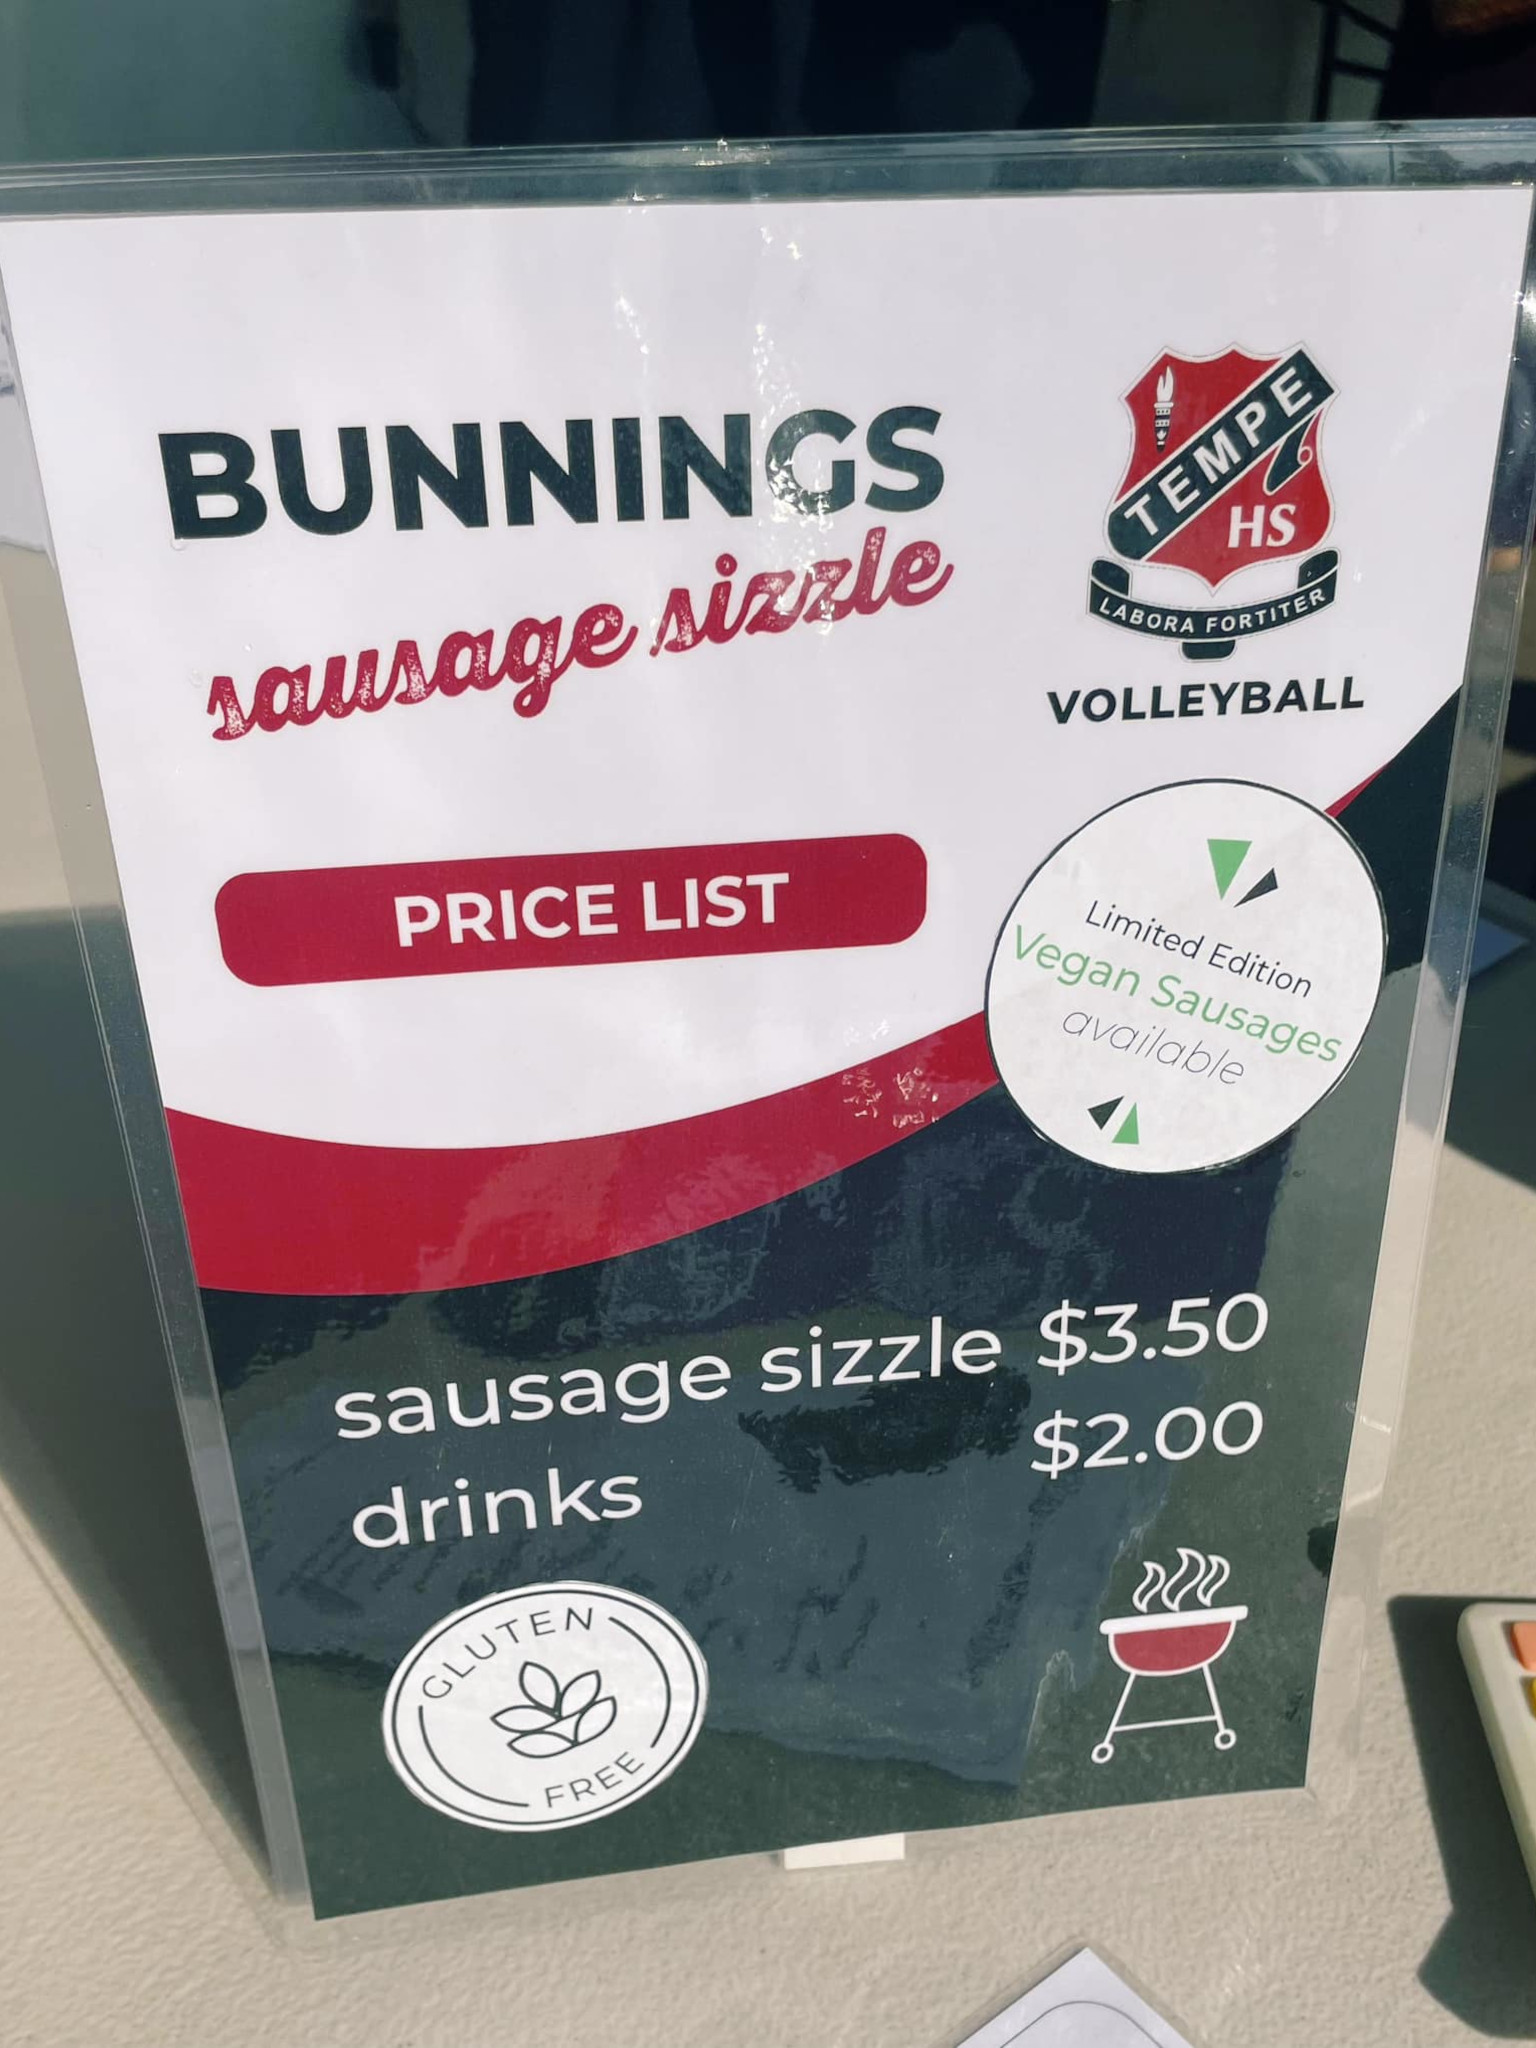 BUNNINGS
sausage sizzle
TEMPE
HS
LABORA FORTITER
VOLLEYBALL
PRICE LIST
Limited Edition
Vegan Sausages
available
sausage sizzle $3.50
drinks $2.00
GLUTEN
FREE